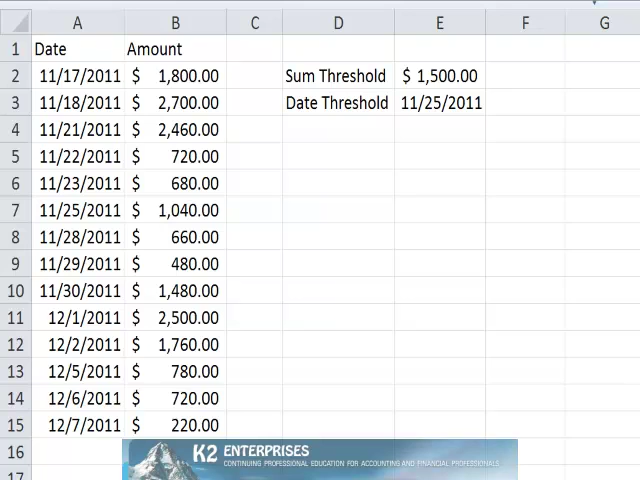 A B C D E F G
1 Date Amount
2 11/17/2011 $ 1,800.00 Sum Threshold $ 1,500.00
3 11/18/2011 $ 2,700.00 Date Threshold 11/25/2011
4 11/21/2011 $ 2,460.00
5 11/22/2011 $ 720.00
6 11/23/2011 $ 680.00
7 11/25/2011 $ 1,040.00
8 11/28/2011 $ 660.00
9 11/29/2011 $ 480.00
10 11/30/2011 $ 1,480.00
11 12/1/2011 $ 2,500.00
12 12/2/2011 $ 1,760.00
13 12/5/2011 $ 780.00
14 12/6/2011 $ 720.00
15 12/7/2011 $ 220.00
16
K2 ENTERPRISES
CONTINUING PROFESSIONAL EDUCATION FOR ACCOUNTING AND FINANCIAL PROFESSIONALS
17